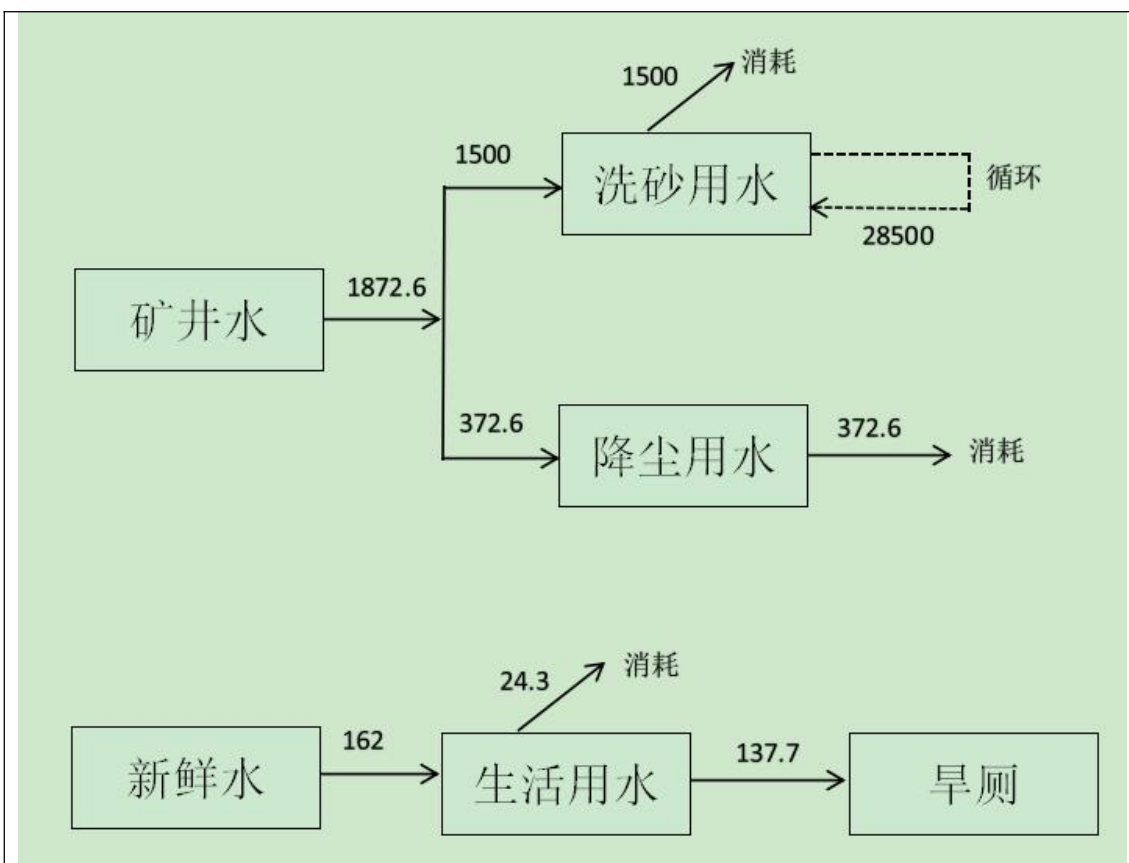 1500
消耗
1500
洗砂用水
循环
28500
矿井水
1872.6
372.6
降尘用水
372.6
消耗
24.3
消耗
新鲜水
162
生活用水
137.7
旱厕